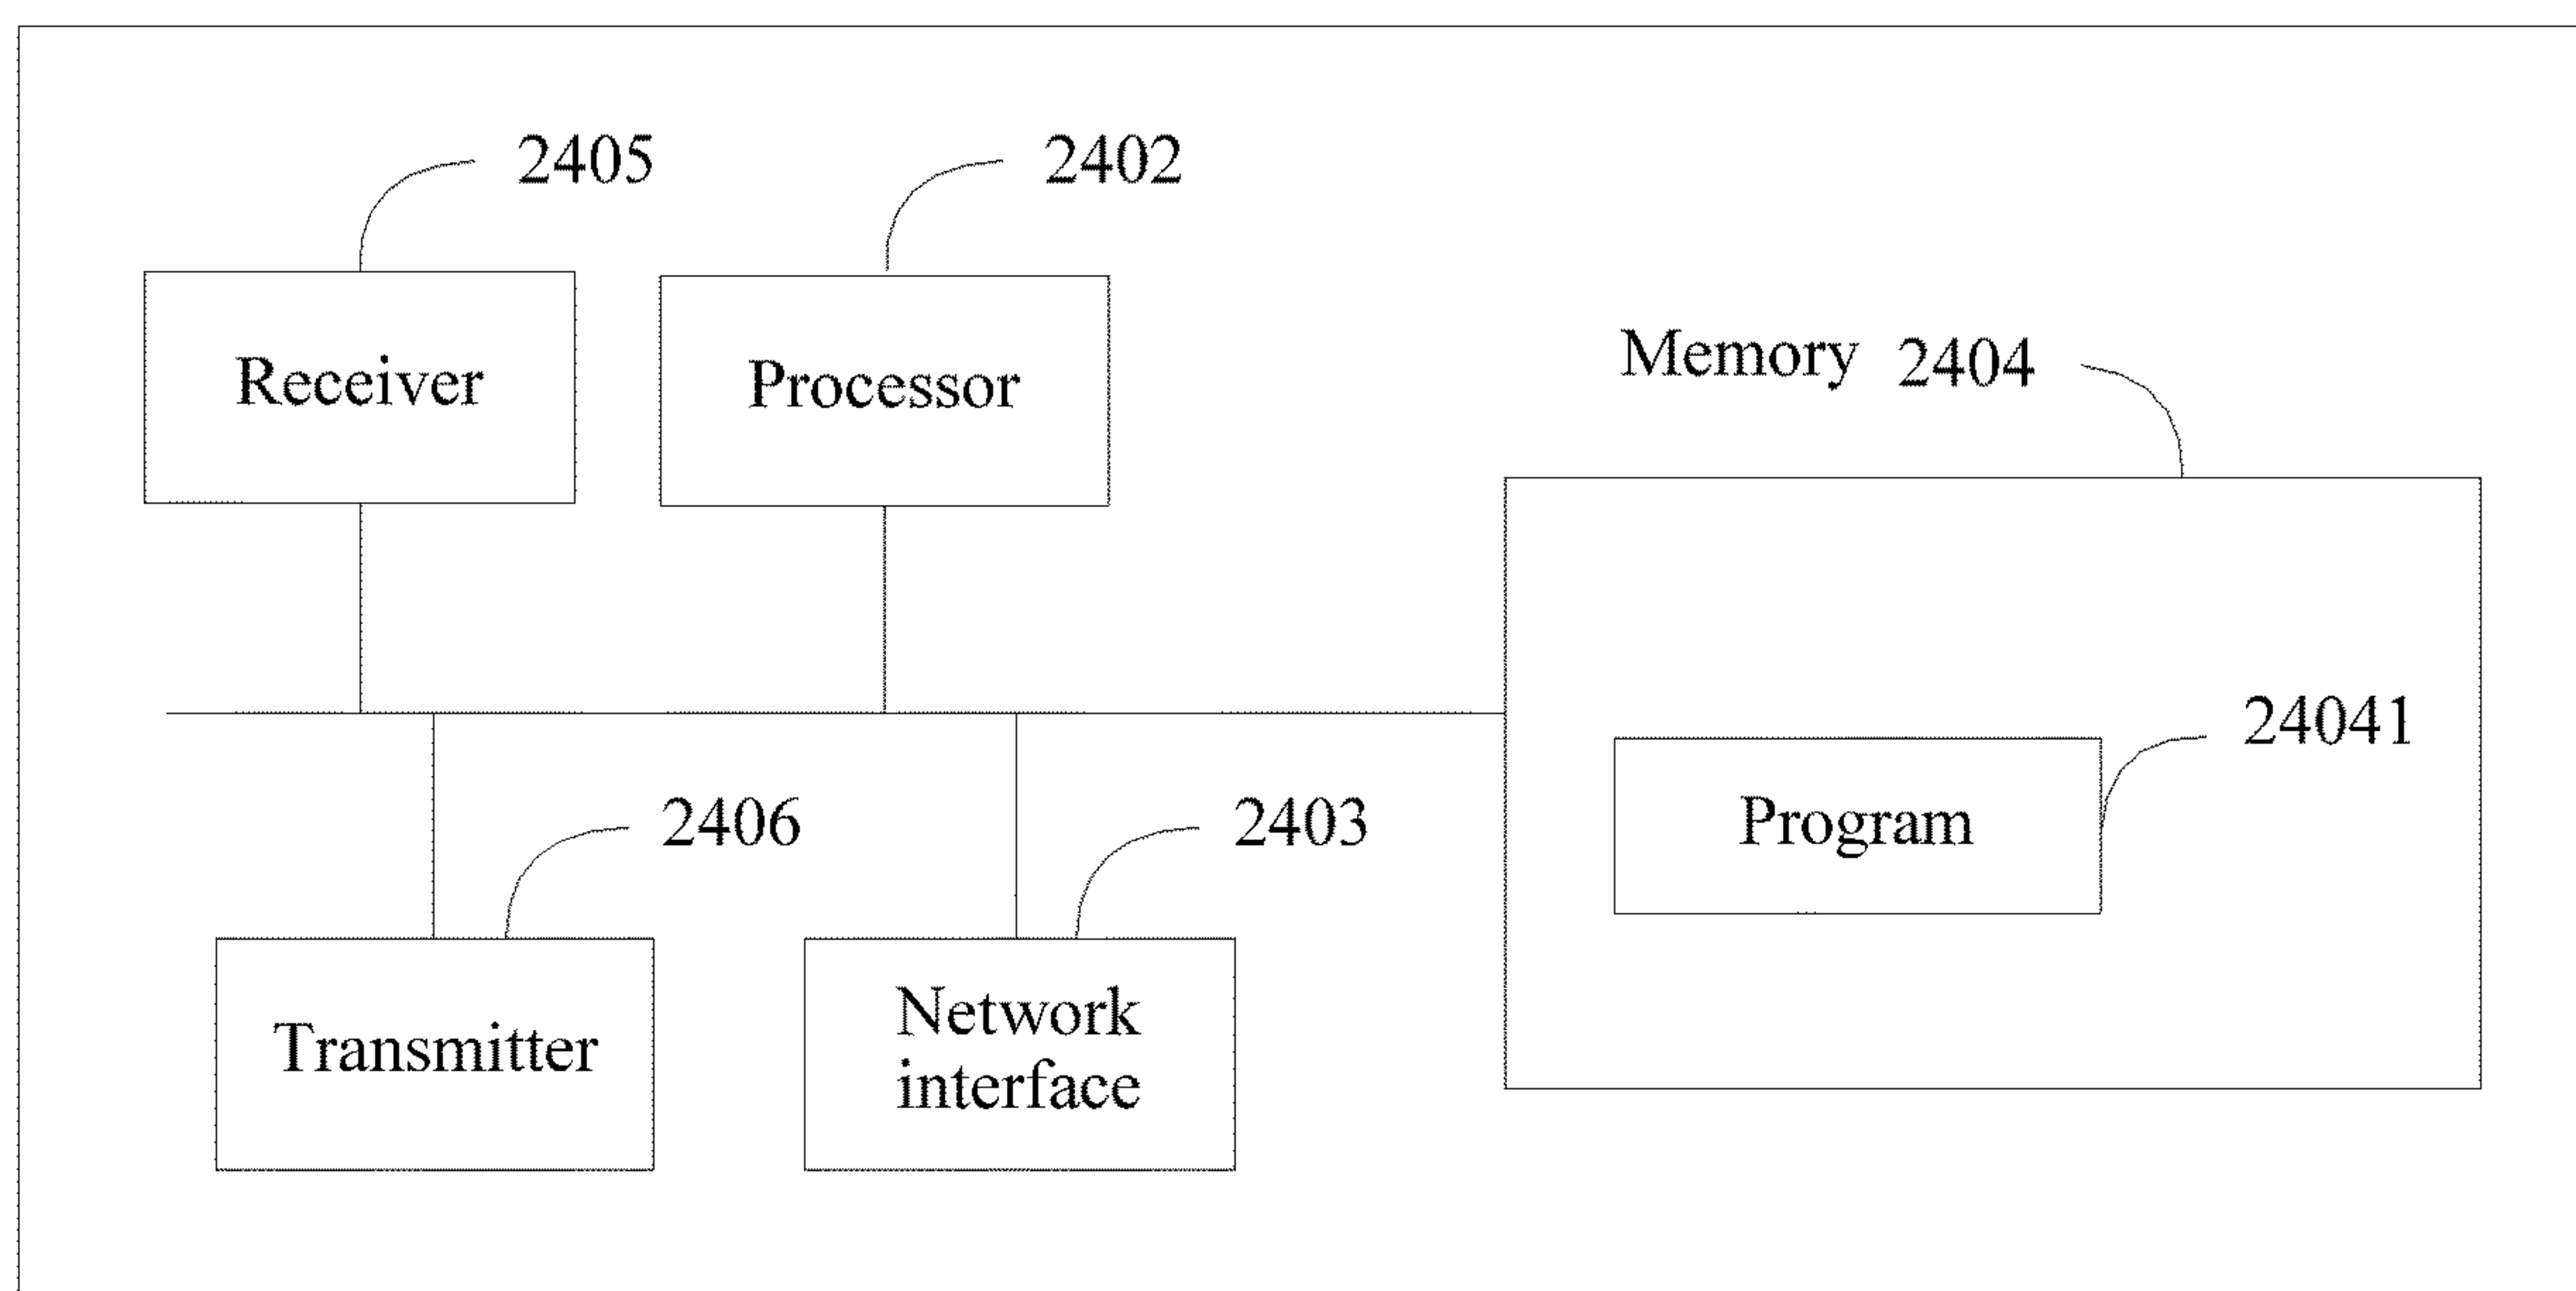 2405
2402
Receiver
Processor
Memory 2404
24041
Program
2406
2403
Transmitter
Network
interface